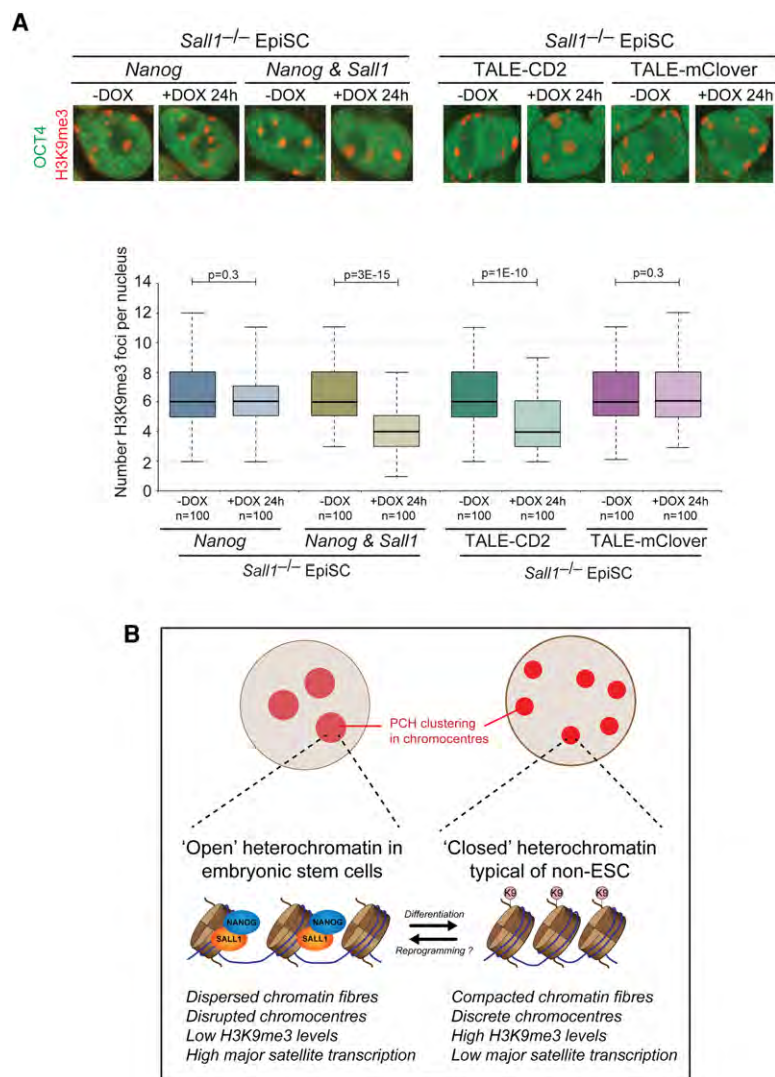 A
Sall1–/– EpiSC
Sall1–/– EpiSC
Nanog
Nanog & Sall1
TALE-CD2
TALE-mClover
-DOX
+DOX 24h
-DOX
+DOX 24h
-DOX
+DOX 24h
-DOX
+DOX 24h
OCT4
H3K9me3
Number H3K9me3 foci per nucleus
14
12
10
8
6
4
2
0
p=0.3
p=3E-15
p=1E-10
p=0.3
-DOX
+DOX 24h
-DOX
+DOX 24h
-DOX
+DOX 24h
-DOX
+DOX 24h
n=100
n=100
n=100
n=100
n=100
n=100
n=100
n=100
Nanog
Nanog & Sall1
TALE-CD2
TALE-mClover
Sall1–/– EpiSC
Sall1–/– EpiSC
B
PCH clustering
in chromocentres
'Open' heterochromatin in
embryonic stem cells
'Closed' heterochromatin
typical of non-ESC
NANOG
SALL1
NANOG
SALL1
Differentiation
Reprogramming ?
K9
K9
K9
Dispersed chromatin fibres
Disrupted chromocentres
Low H3K9me3 levels
High major satellite transcription
Compacted chromatin fibres
Discrete chromocentres
High H3K9me3 levels
Low major satellite transcription